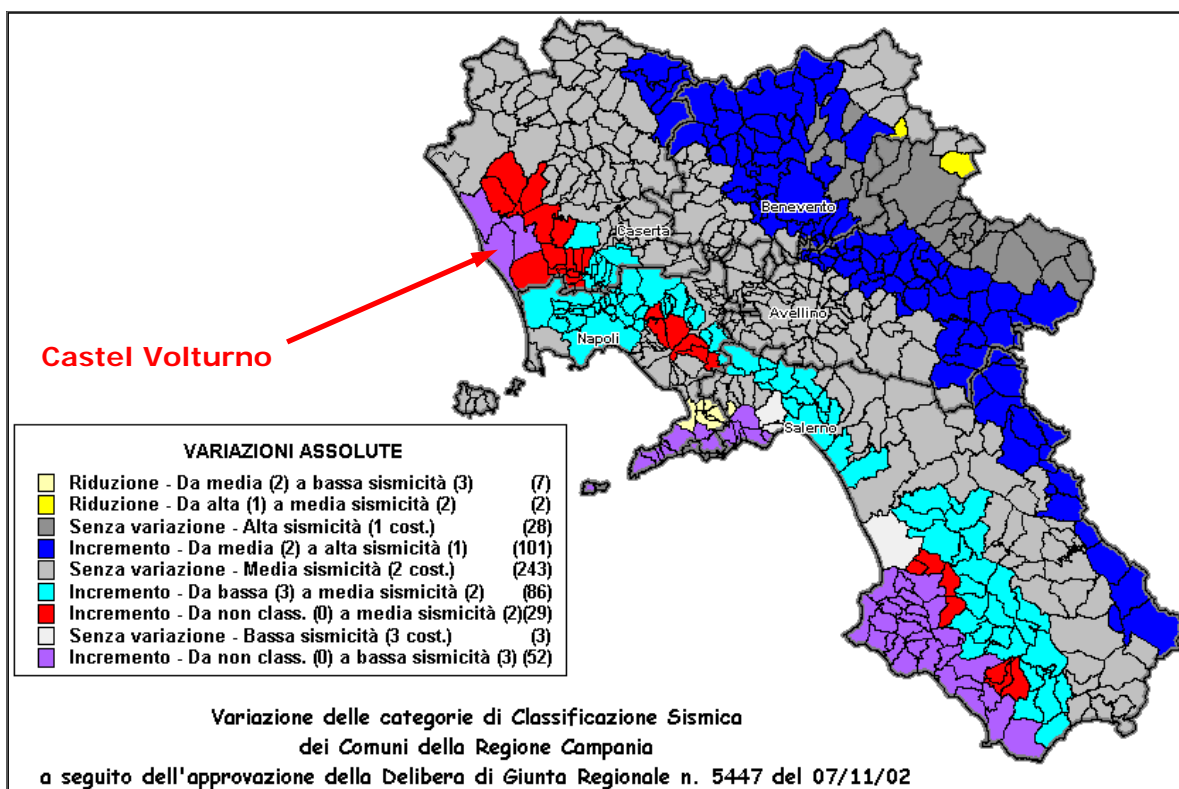 Benevento
Caserta
Avellino
Castel Volturno
Napoli
Salerno
VARIAZIONI ASSOLUTE
Riduzione - Da media (2) a bassa sismicità (3) (7)
Riduzione - Da alta (1) a media sismicità (2) (2)
Senza variazione - Alta sismicità (1 cost.) (28)
Incremento - Da media (2) a alta sismicità (1) (101)
Senza variazione - Media sismicità (2 cost.) (243)
Incremento - Da bassa (3) a media sismicità (2) (86)
Incremento - Da non class. (0) a media sismicità (2)(29)
Senza variazione - Bassa sismicità (3 cost.) (3)
Incremento - Da non class. (0) a bassa sismicità (3) (52)
Variazione delle categorie di Classificazione Sismica
dei Comuni della Regione Campania
a seguito dell'approvazione della Delibera di Giunta Regionale n. 5447 del 07/11/02